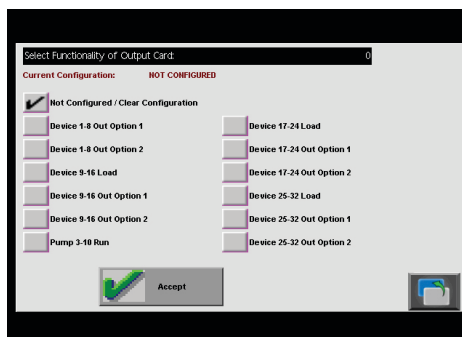 Select Functionality of Output Card: 0
Current Configuration: NOT CONFIGURED
Not Configured / Clear Configuration
Device 1-8 Out Option 1
Device 1-8 Out Option 2
Device 9-16 Load
Device 9-16 Out Option 1
Device 9-16 Out Option 2
Pump 3-10 Run
Device 17-24 Load
Device 17-24 Out Option 1
Device 17-24 Out Option 2
Device 25-32 Load
Device 25-32 Out Option 1
Device 25-32 Out Option 2
Accept